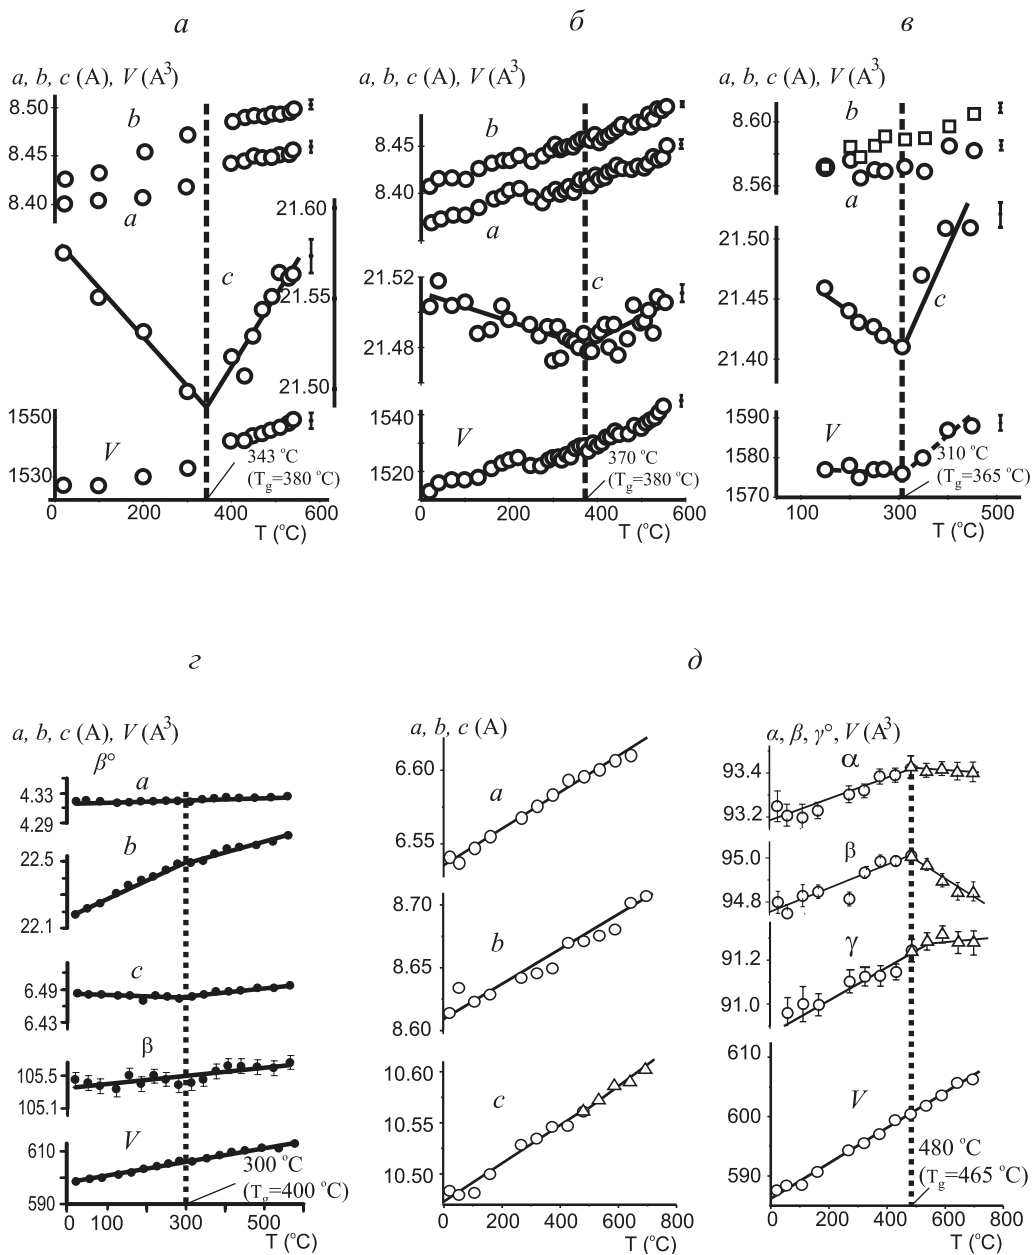 а
a, b, c (A), V (A³)
8.50
8.45
8.40
b
a
21.60
c
21.55
21.50
1550
1530
V
343 °C
(Tg=380 °C)
0 200 400 600
T (°C)
б
a, b, c (A), V (A³)
8.45
8.40
b
a
21.52
21.48
c
1540
1520
V
370 °C
(Tg=380 °C)
0 200 400 600
T (°C)
в
a, b, c (A), V (A³)
8.60
8.56
b
a
21.50
21.45
21.40
c
1590
1580
1570
V
310 °C
(Tg=365 °C)
100 300 500
T (°C)
г
a, b, c (A), V (A³)
β°
4.33
4.29
a
22.5
22.1
b
6.49
6.43
c
105.5
105.1
β
610
590
V
300 °C
(Tg=400 °C)
0 100 300 500
T (°C)
д
a, b, c (A)
6.60
6.55
a
8.70
8.65
8.60
b
10.60
10.50
c
0 200 400 600 800
T (°C)
α, β, γ°, V (A³)
93.4
93.2
α
95.0
94.8
β
91.2
91.0
γ
610
600
590
V
480 °C
(Tg=465 °C)
0 200 400 600 800
T (°C)